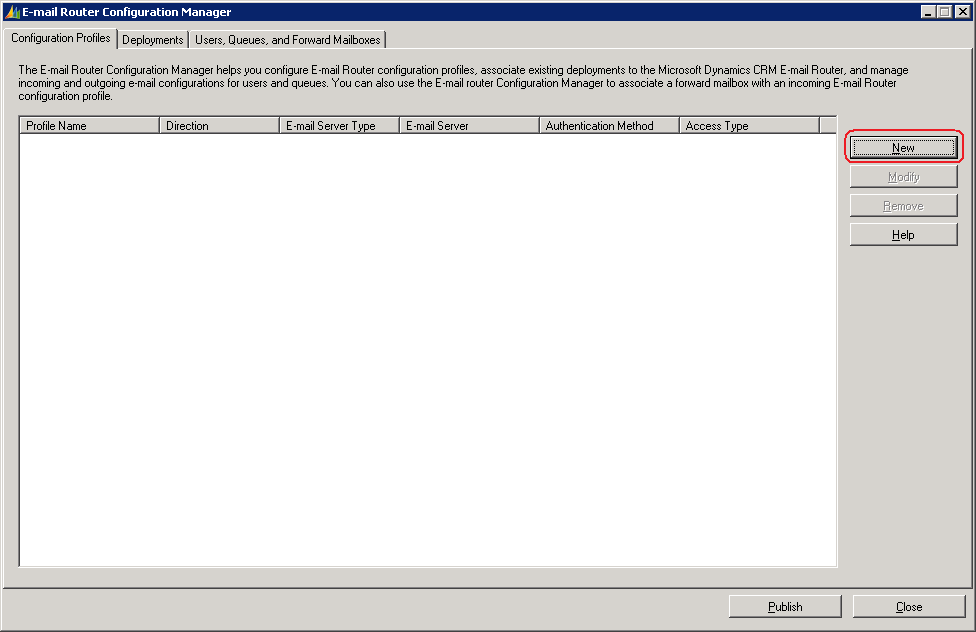 E-mail Router Configuration Manager
Configuration Profiles Deployments Users, Queues, and Forward Mailboxes
The E-mail Router Configuration Manager helps you configure E-mail Router configuration profiles, associate existing deployments to the Microsoft Dynamics CRM E-mail Router, and manage
incoming and outgoing e-mail configurations for users and queues. You can also use the E-mail router Configuration Manager to associate a forward mailbox with an incoming E-mail Router
configuration profile.
Profile Name Direction E-mail Server Type E-mail Server Authentication Method Access Type
New
Modify
Remove
Help
Publish Close